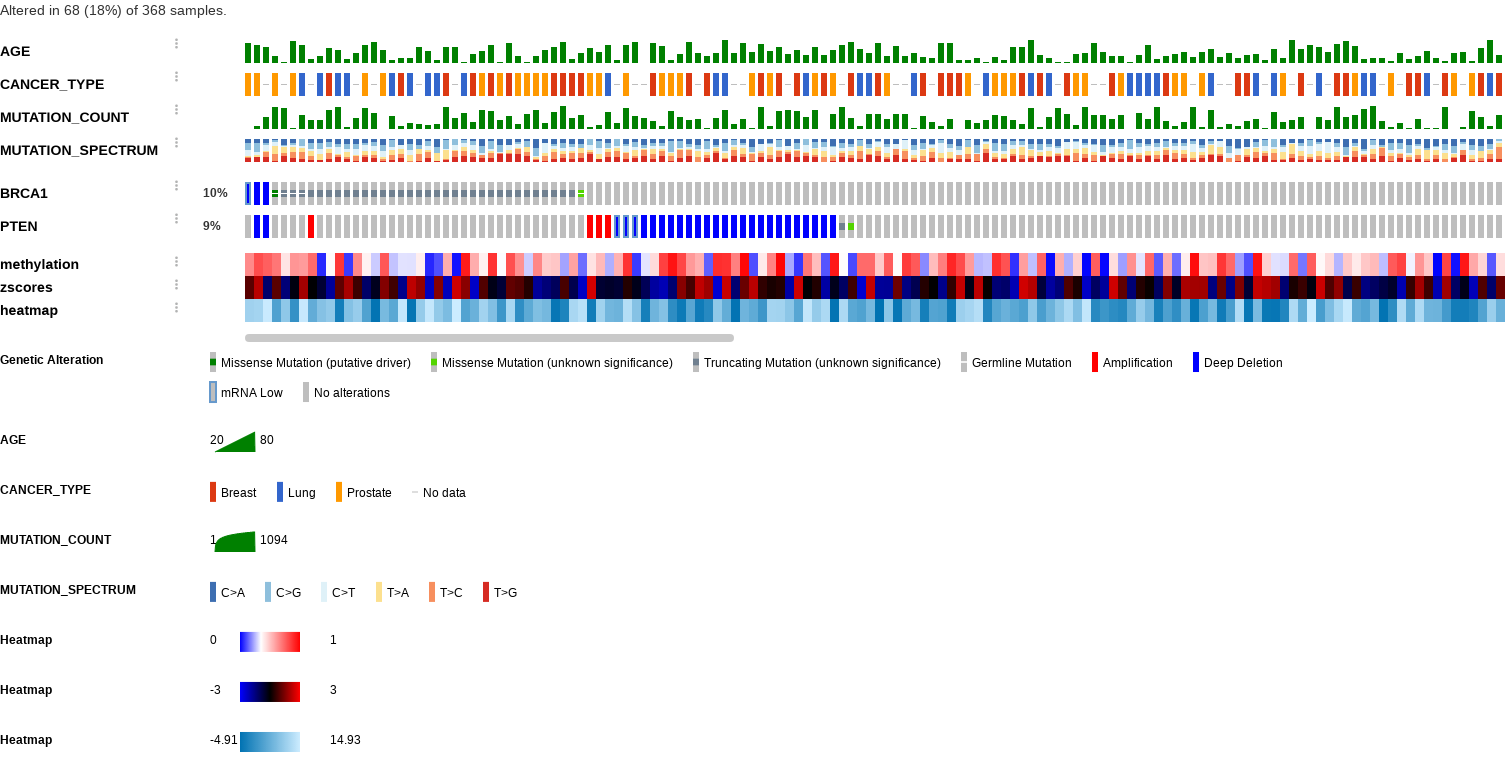 Altered in 68 (18%) of 368 samples.
AGE
CANCER_TYPE
MUTATION_COUNT
MUTATION_SPECTRUM
BRCA1 10%
PTEN 9%
methylation
zscores
heatmap
Genetic Alteration Missense Mutation (putative driver) Missense Mutation (unknown significance) Truncating Mutation (unknown significance) Germline Mutation Amplification Deep Deletion
mRNA Low No alterations
AGE 20 80
CANCER_TYPE Breast Lung Prostate No data
MUTATION_COUNT 1 1094
MUTATION_SPECTRUM C>A C>G C>T T>A T>C T>G
Heatmap 0 1
Heatmap -3 3
Heatmap -4.91 14.93